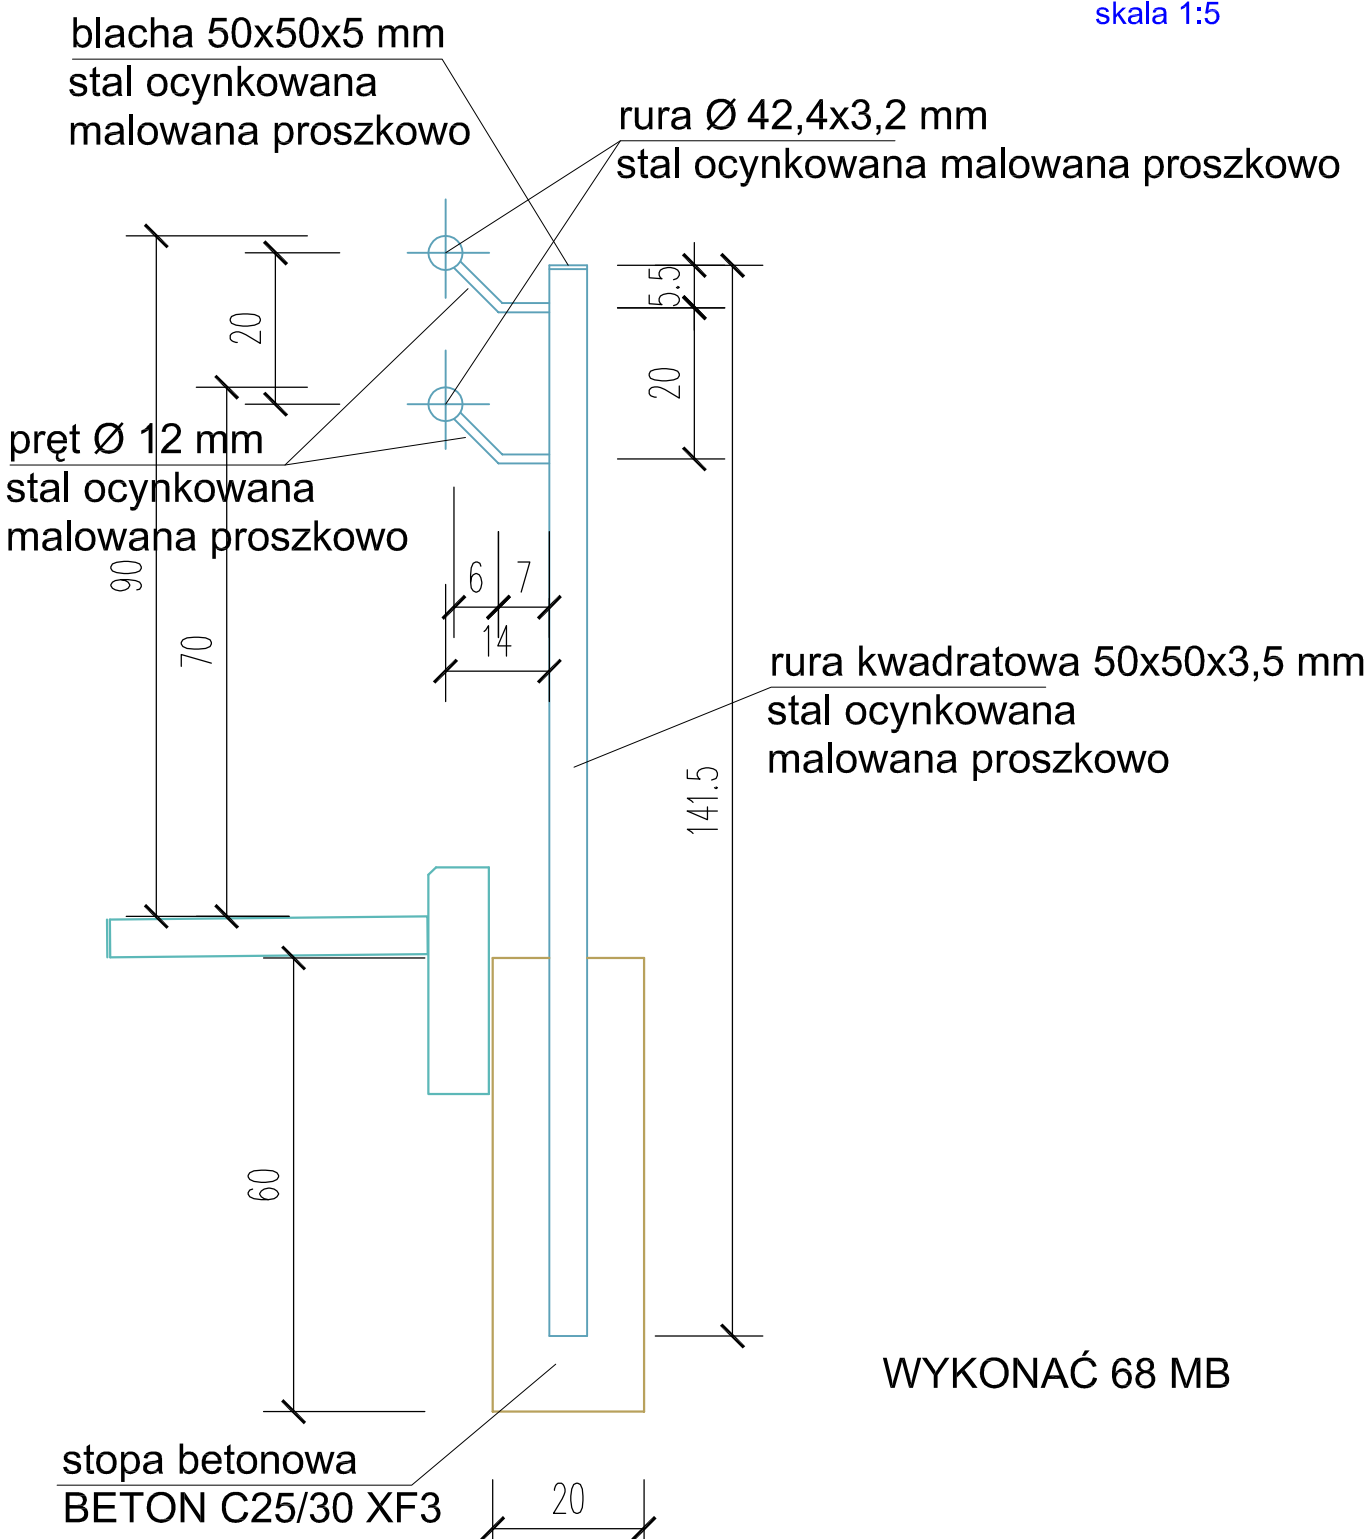 skala 1:5
blacha 50x50x5 mm
stal ocynkowana
malowana proszkowo
rura Ø 42,4x3,2 mm
stal ocynkowana malowana proszkowo
5.5
20
20
pręt Ø 12 mm
stal ocynkowana
malowana proszkowo
90
70
6
7
14
rura kwadratowa 50x50x3,5 mm
stal ocynkowana
malowana proszkowo
141.5
60
WYKONAĆ 68 MB
stopa betonowa
BETON C25/30 XF3
20